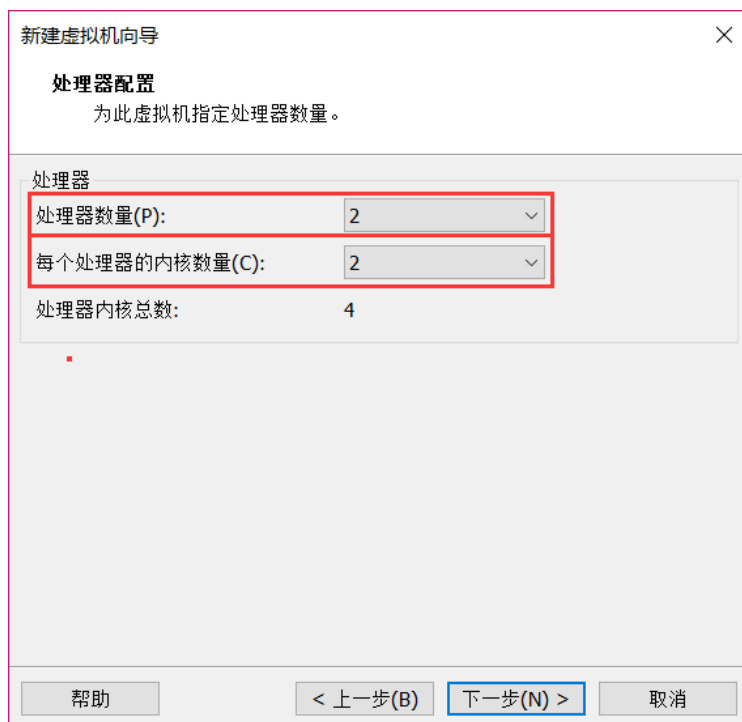 新建虚拟机向导
处理器配置
为此虚拟机指定处理器数量。
处理器
处理器数量(P): 2
每个处理器的内核数量(C): 2
处理器内核总数: 4
帮助 < 上一步(B) 下一步(N) > 取消